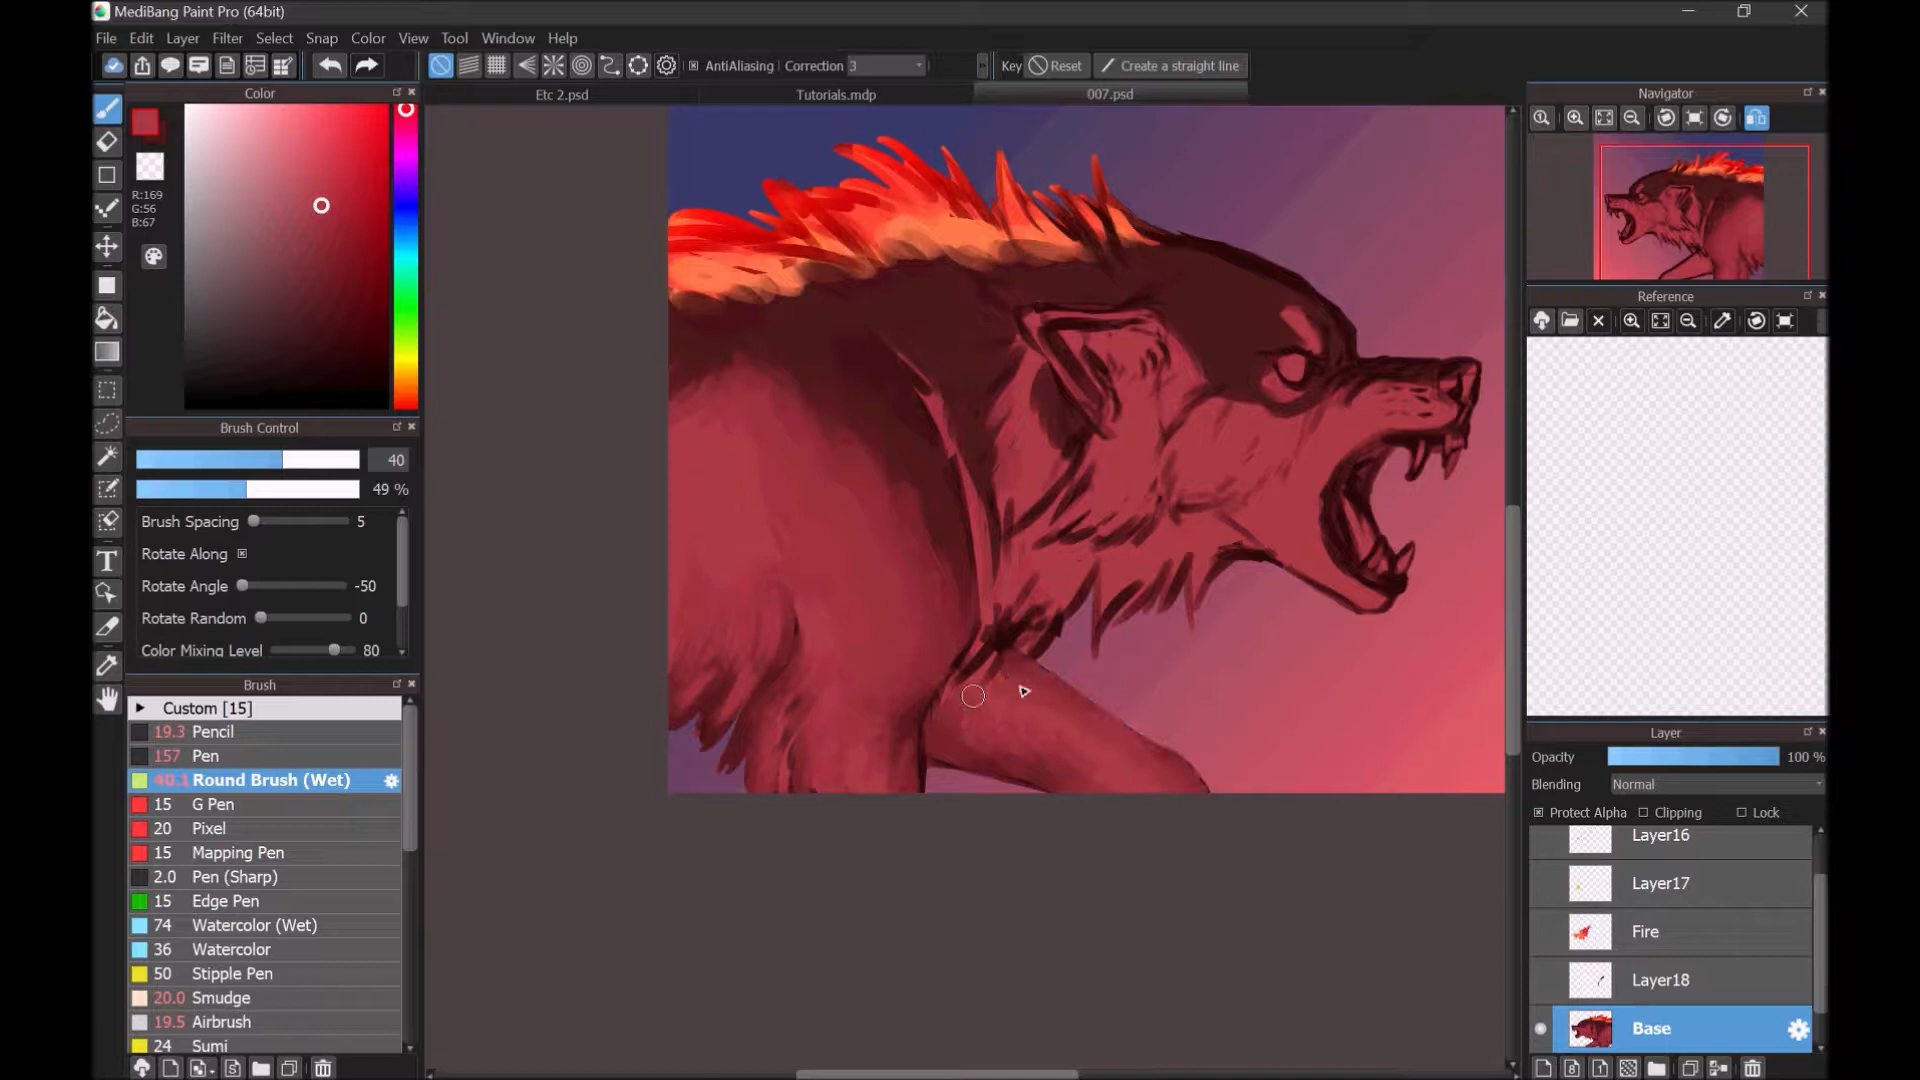 MediBang Paint Pro (64bit)
File Edit Layer Filter Select Snap Color View Tool Window Help
AntiAliasing Correction 3 Key Reset Create a straight line
Color
Etc 2.psd Tutorials.mdp 007.psd
Navigator
R:169
G:56
B:67
Reference
Brush Control
40
49 %
Brush Spacing 5
Rotate Along
Rotate Angle -50
Rotate Random 0
Color Mixing Level 80
Brush
Custom [15]
19.3 Pencil
157 Pen
40.1 Round Brush (Wet)
15 G Pen
20 Pixel
15 Mapping Pen
2.0 Pen (Sharp)
15 Edge Pen
74 Watercolor (Wet)
36 Watercolor
50 Stipple Pen
20.0 Smudge
19.5 Airbrush
24 Sumi
Layer
Opacity 100 %
Blending Normal
Protect Alpha Clipping Lock
Layer16
Layer17
Fire
Layer18
Base